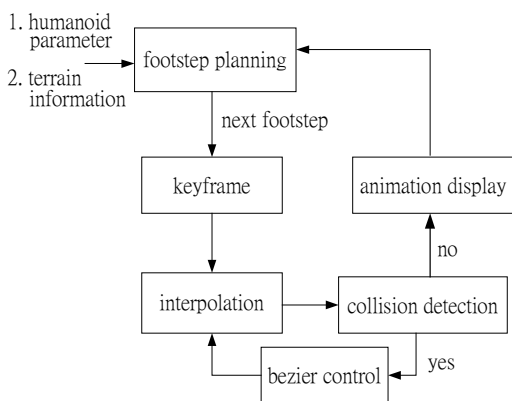 1. humanoid
parameter
2. terrain
information
footstep planning
next footstep
keyframe
animation display
no
interpolation
collision detection
yes
bezier control